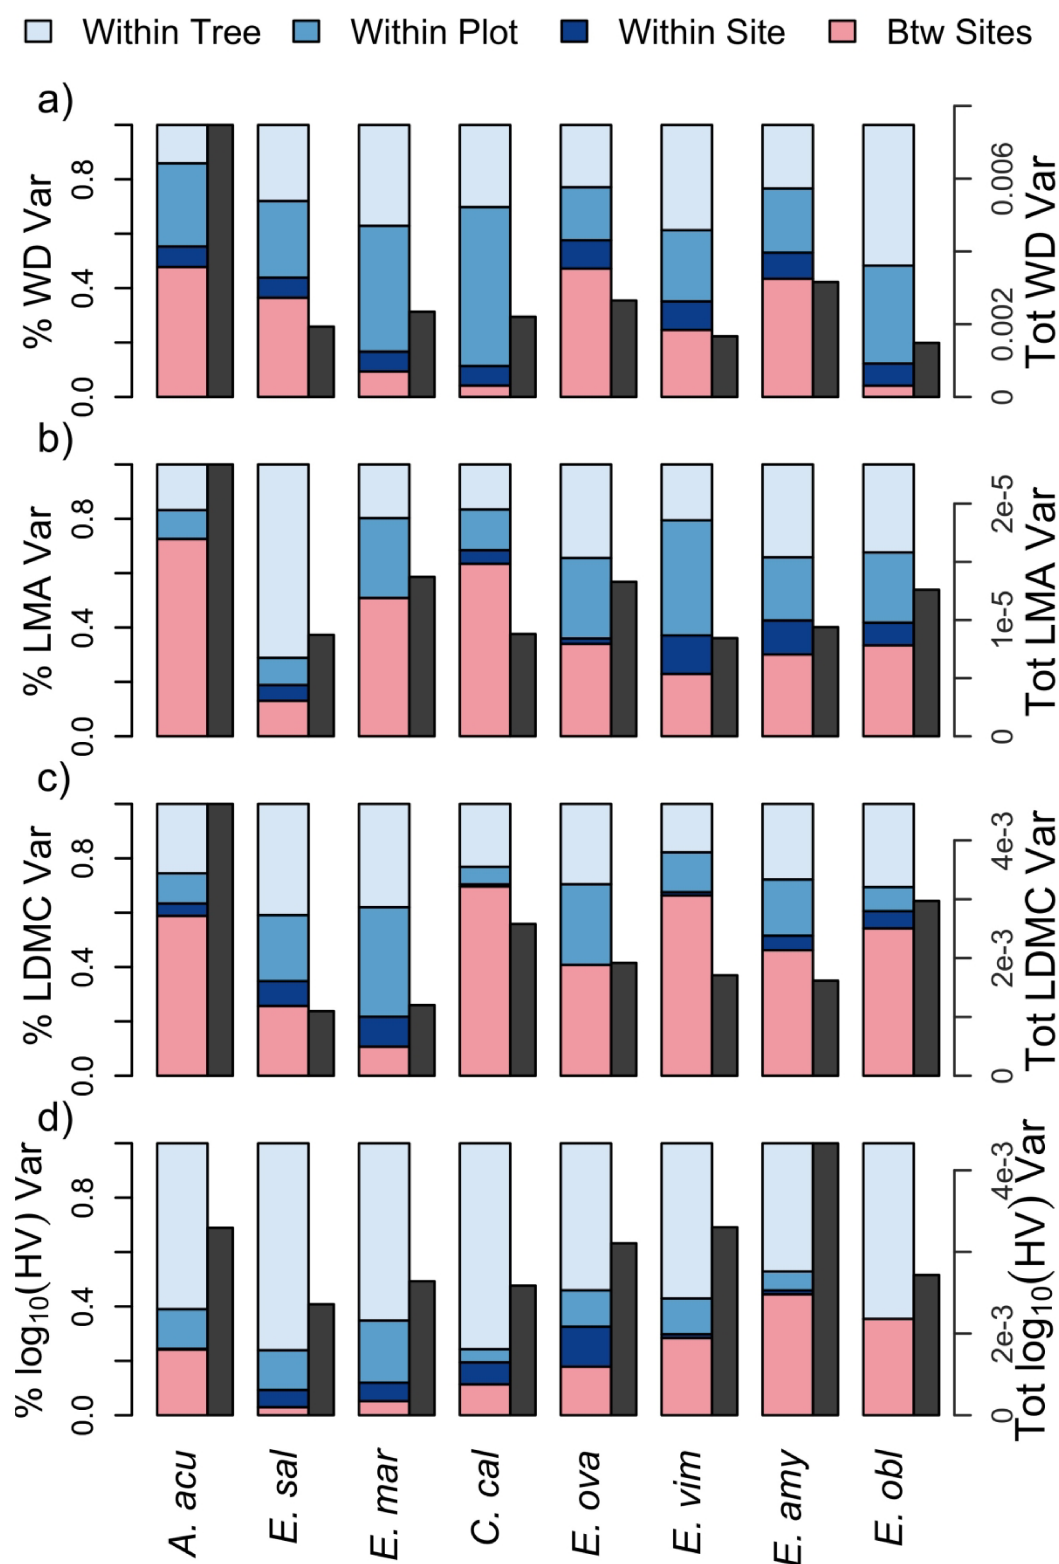 Within Tree Within Plot Within Site Btw Sites
a)
% WD Var
0.0 0.4 0.8
0 0.002 0.006
Tot WD Var
b)
% LMA Var
0.0 0.4 0.8
0 1e-5 2e-5
Tot LMA Var
c)
% LDMC Var
0.0 0.4 0.8
0 2e-3 4e-3
Tot LDMC Var
d)
% log₁₀(HV) Var
0.0 0.4 0.8
0 2e-3 4e-3
Tot log₁₀(HV) Var
A. acu E. sal E. mar C. cal E. ova E. vim E. amy E. obl